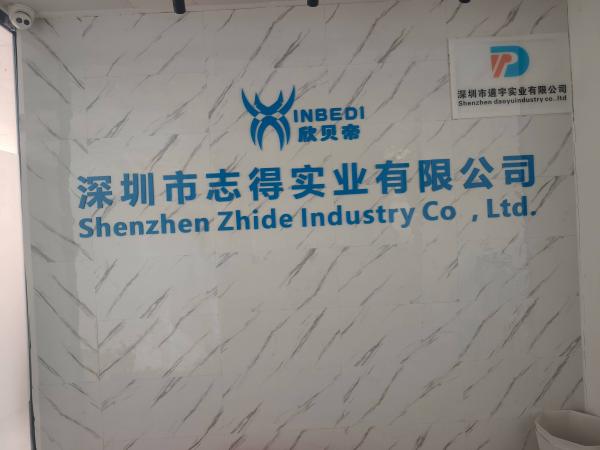 XINBEDI
欣贝帝
深圳市志得实业有限公司
Shenzhen Zhide Industry Co , Ltd.
深圳市道宇实业有限公司
Shenzhen daoyuindustry co.,ltd